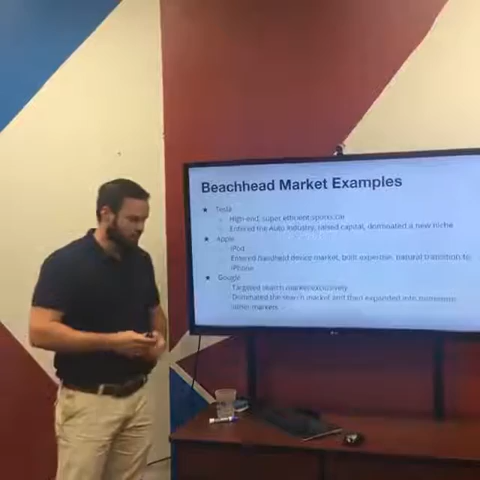 Beachhead Market Examples
★ Tesla
High-end, super efficient sports car
Entered the Auto Industry, raised capital, dominated a new niche
★ Apple
iPod
Entered handheld device market, built expertise, natural transition to
iPhone
★ Google
Targeted search market exclusively
Dominated the search market and then expanded into numerous
other markets